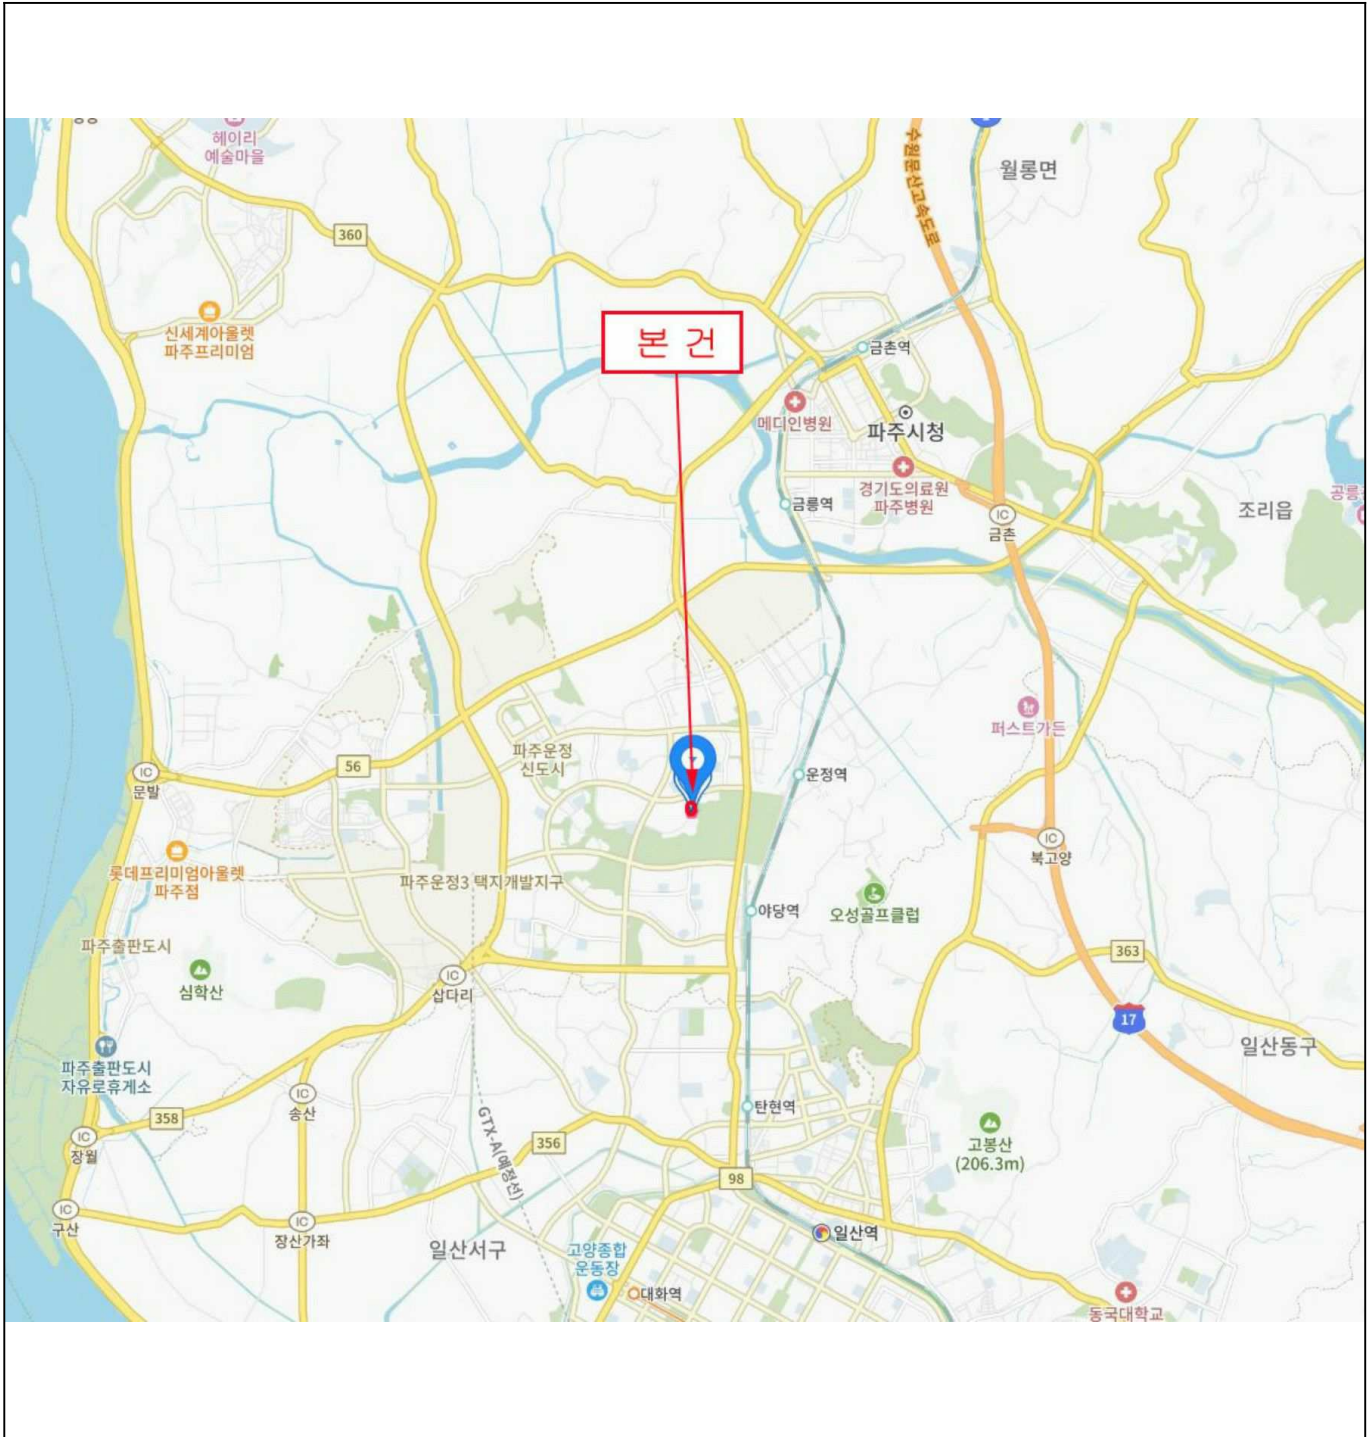 헤이리
예술마을
수원문산고속도로
월롱면
360
신세계아울렛
파주프리미엄
본 건
금촌역
메디인병원
파주시청
경기도의료원
파주병원
금릉역
IC
금촌
조리읍
공릉
퍼스트가든
파주운정
신도시
56
IC
문발
운정역
IC
북고양
롯데프리미엄아울렛
파주점
파주운정3 택지개발지구
오성골프클럽
야당역
파주출판도시
363
심학산
IC
삽다리
17
일산동구
파주출판도시
자유로휴게소
IC
송산
358
탄현역
GTX-A(예정선)
356
고봉산
(206.3m)
IC
장월
98
IC
구산
IC
장산가좌
일산서구
고양종합
운동장
일산역
대화역
동국대학교